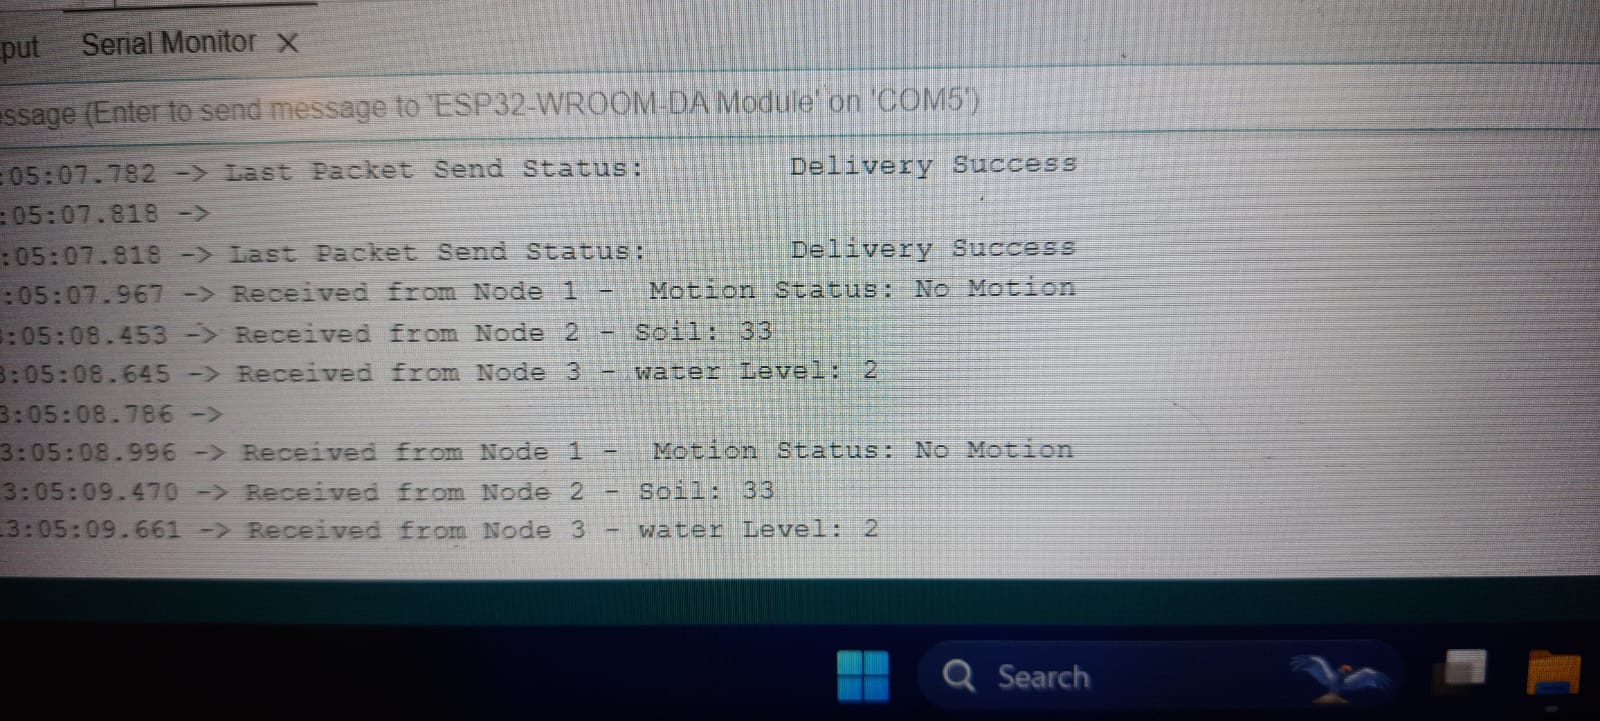 put Serial Monitor X
ssage (Enter to send message to 'ESP32-WROOM-DA Module' on 'COM5')
:05:07.782 -> Last Packet Send Status: Delivery Success
:05:07.818 ->
:05:07.818 -> Last Packet Send Status: Delivery Success
:05:07.967 -> Received from Node 1 - Motion Status: No Motion
3:05:08.453 -> Received from Node 2 - Soil: 33
3:05:08.645 -> Received from Node 3 - water Level: 2
3:05:08.786 ->
3:05:08.996 -> Received from Node 1 - Motion Status: No Motion
3:05:09.470 -> Received from Node 2 - Soil: 33
3:05:09.661 -> Received from Node 3 - water Level: 2
Search